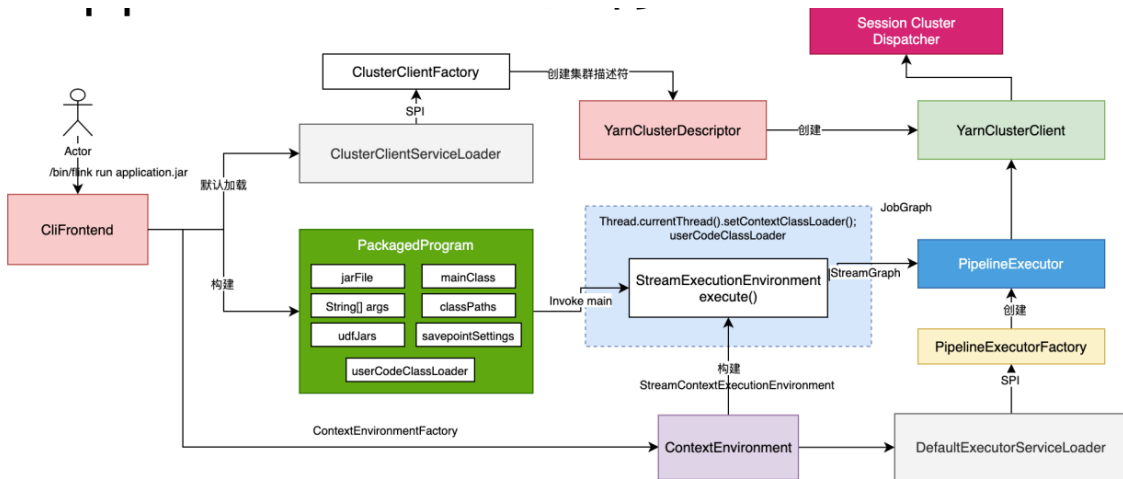 Session Cluster
Dispatcher
ClusterClientFactory
创建集群描述符
SPI
YarnClusterDescriptor
创建
YarnClusterClient
Actor
/bin/flink run application.jar
ClusterClientServiceLoader
默认加载
CliFrontend
构建
PackagedProgram
jarFile
mainClass
String[] args
classPaths
udfJars
savepointSettings
userCodeClassLoader
Invoke main
Thread.currentThread().setContextClassLoader();
userCodeClassLoader
StreamExecutionEnvironment
execute()
JobGraph
StreamGraph
PipelineExecutor
创建
PipelineExecutorFactory
SPI
构建
StreamContextExecutionEnvironment
ContextEnvironmentFactory
ContextEnvironment
DefaultExecutorServiceLoader